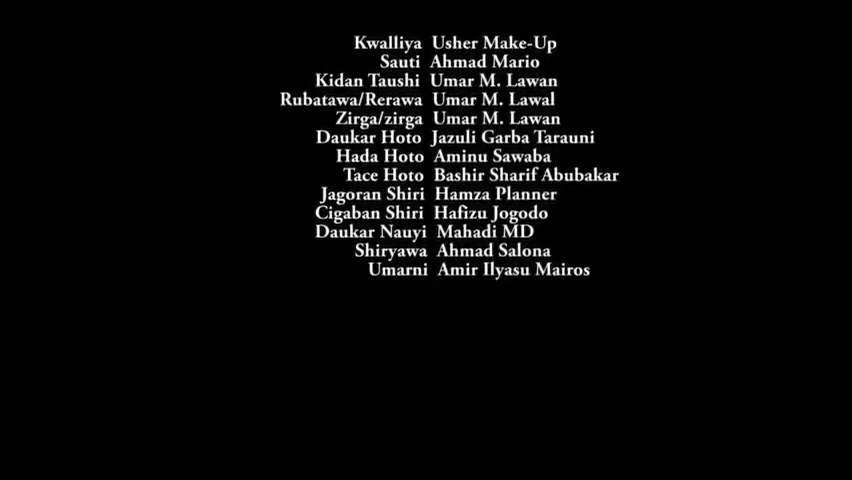 Kwalliya Usher Make-Up
Sauti Ahmad Mario
Kidan Taushi Umar M. Lawan
Rubatawa/Rerawa Umar M. Lawal
Zirga/zirga Umar M. Lawan
Daukar Hoto Jazuli Garba Tarauni
Hada Hoto Aminu Sawaba
Tace Hoto Bashir Sharif Abubakar
Jagoran Shiri Hamza Planner
Cigaban Shiri Hafizu Jogodo
Daukar Nauyi Mahadi MD
Shiryawa Ahmad Salona
Umarni Amir Ilyasu Mairos